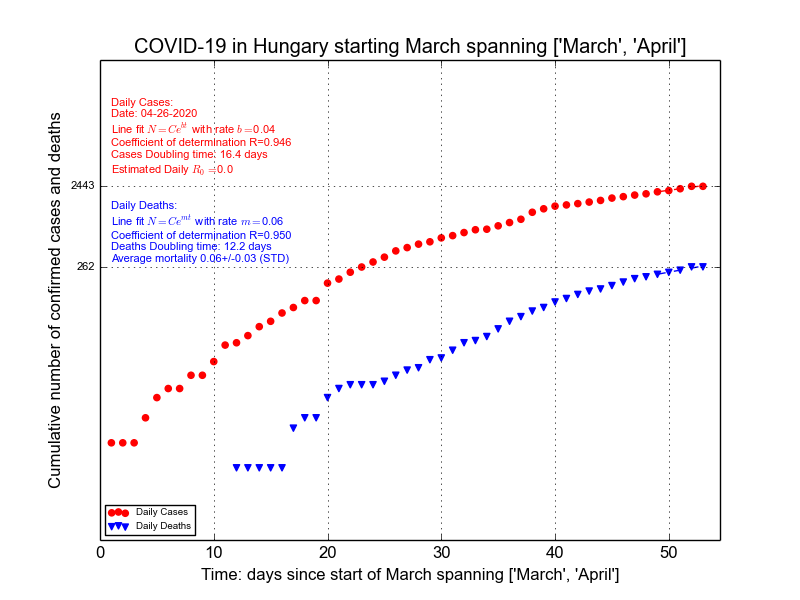 COVID-19 in Hungary starting March spanning ['March', 'April']
Daily Cases:
Date: 04-26-2020
Line fit N = Ce^{bt} with rate b =0.04
Coefficient of determination R=0.946
Cases Doubling time: 16.4 days
Estimated Daily R_0 =0.0
2443
Daily Deaths:
Line fit N = Ce^{mt} with rate m =0.06
Coefficient of determination R=0.950
Deaths Doubling time: 12.2 days
Average mortality 0.06+/-0.03 (STD)
262
Cumulative number of confirmed cases and deaths
Daily Cases
Daily Deaths
0 10 20 30 40 50
Time: days since start of March spanning ['March', 'April']